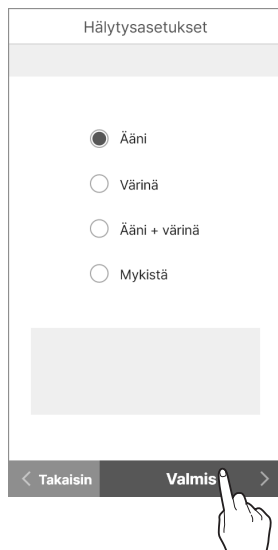 Hälytysasetukset
Ääni
Värinä
Ääni + värinä
Mykistä
Takaisin Valmis